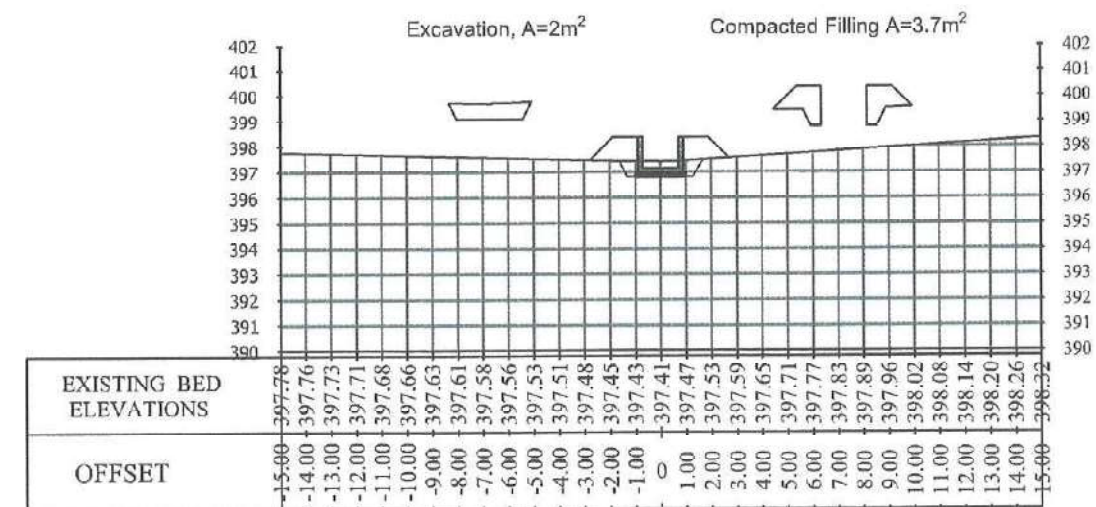 Excavation, A=2m² Compacted Filling A=3.7m²
402 402
401 401
400 400
399 399
398 398
397 397
396 396
395 395
394 394
393 393
392 392
391 391
390 390
EXISTING BED
ELEVATIONS
397.78 397.76 397.73 397.71 397.68 397.66 397.63 397.61 397.58 397.56 397.53 397.51 397.48 397.45 397.43 397.41 397.47 397.53 397.59 397.65 397.71 397.77 397.83 397.89 397.96 398.02 398.08 398.14 398.20 398.26 398.32
OFFSET
-15.00 -14.00 -13.00 -12.00 -11.00 -10.00 -9.00 -8.00 -7.00 -6.00 -5.00 -4.00 -3.00 -2.00 -1.00 0 1.00 2.00 3.00 4.00 5.00 6.00 7.00 8.00 9.00 10.00 11.00 12.00 13.00 14.00 15.00